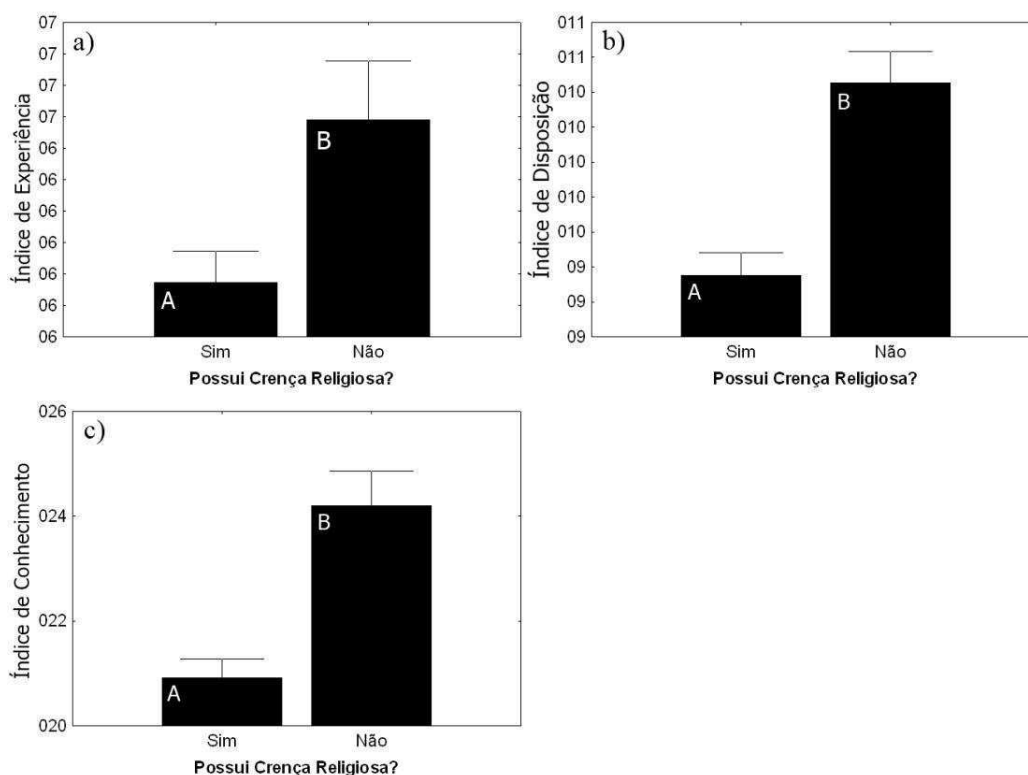 a)
Índice de Experiência
07
07
07
07
06
06
06
06
06
06
06
A
B
Sim
Não
Possui Crença Religiosa?
b)
Índice de Disposição
011
011
010
010
010
010
010
09
09
09
A
B
Sim
Não
Possui Crença Religiosa?
c)
Índice de Conhecimento
026
024
022
020
A
B
Sim
Não
Possui Crença Religiosa?